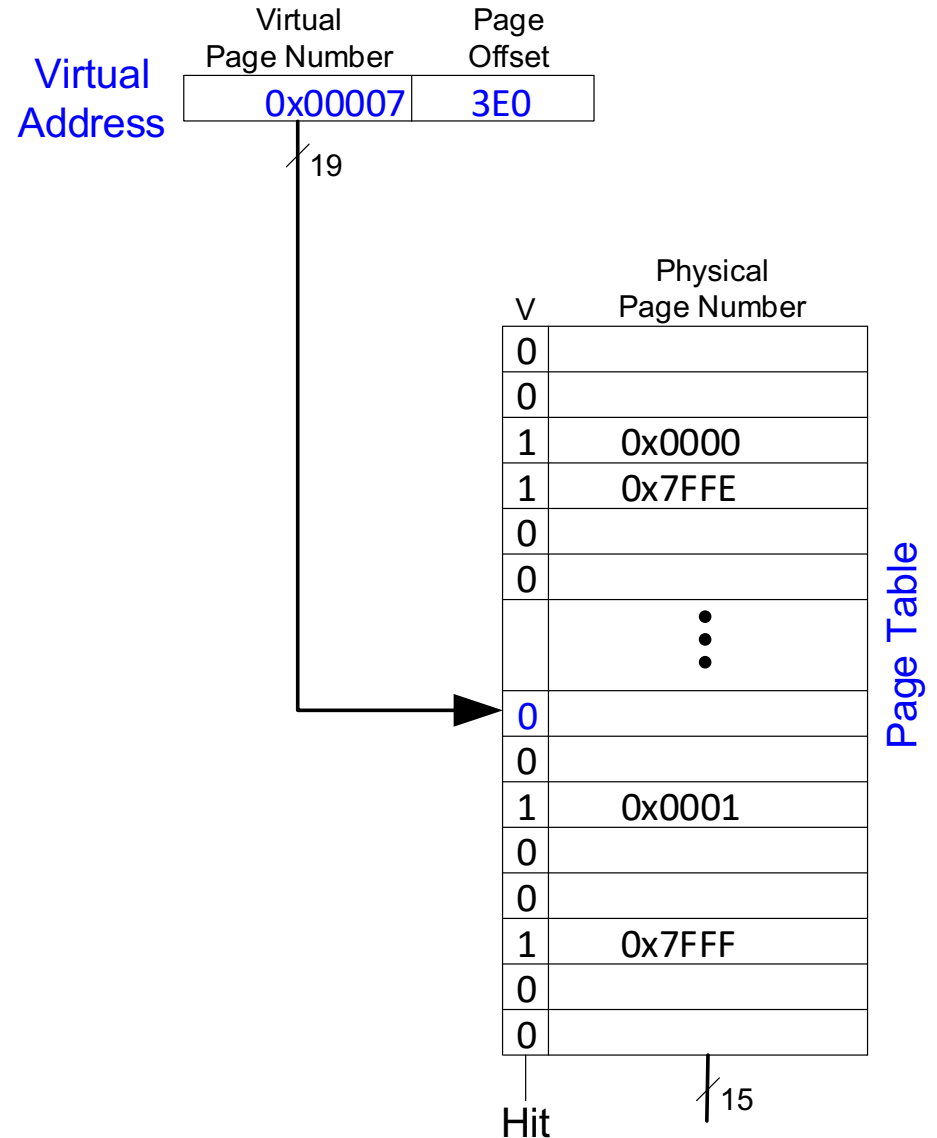 Virtual
Page Number
Page
Offset
Virtual
Address
0x00007
3E0
19
Physical
Page Number
V
0
0
1 0x0000
1 0x7FFE
0
0
0
0
1 0x0001
0
0
1 0x7FFF
0
0
Page Table
15
Hit